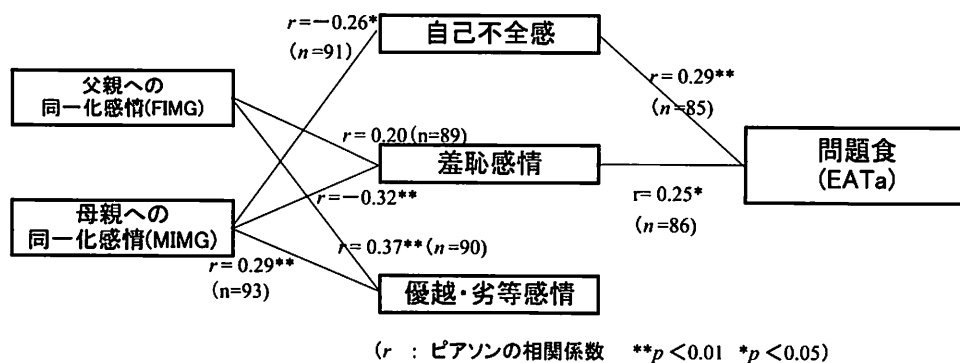 r=−0.26*
(n=91)
自己不全感
父親への
同一化感情(FIMG)
r=0.29**
(n=85)
r=0.20(n=89)
羞恥感情
問題食
(EATa)
r=−0.32**
r=0.25*
(n=86)
母親への
同一化感情(MIMG)
r=0.37**(n=90)
r=0.29**
(n=93)
優越・劣等感情
(r : ピアソンの相関係数 **p<0.01 *p<0.05)